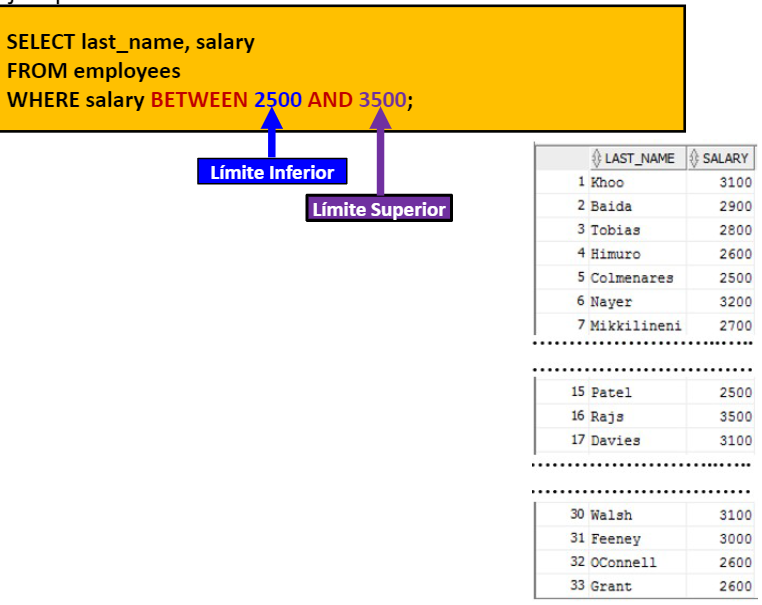 SELECT last_name, salary
FROM employees
WHERE salary BETWEEN 2500 AND 3500;
Límite Inferior
Límite Superior
LAST_NAME SALARY
1 Khoo 3100
2 Baida 2900
3 Tobias 2800
4 Himuro 2600
5 Colmenares 2500
6 Nayer 3200
7 Mikkilineni 2700
15 Patel 2500
16 Rajs 3500
17 Davies 3100
30 Walsh 3100
31 Feeney 3000
32 OConnell 2600
33 Grant 2600